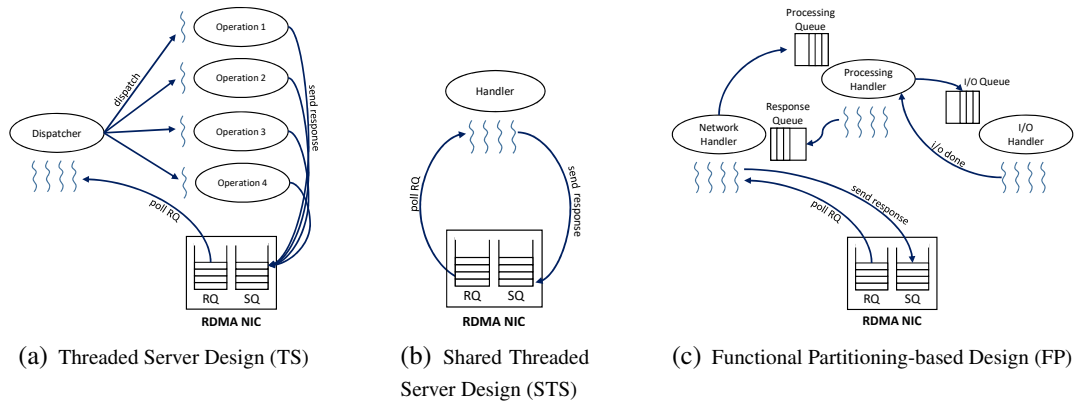 Operation 1
Operation 2
Operation 3
Operation 4
Dispatcher
dispatch
send response
poll RQ
RQ SQ
RDMA NIC
(a) Threaded Server Design (TS)
Handler
poll RQ
send response
RQ SQ
RDMA NIC
(b) Shared Threaded
Server Design (STS)
Processing
Queue
Processing
Handler
I/O Queue
Response
Queue
Network
Handler
I/O
Handler
i/o done
send response
poll RQ
RQ SQ
RDMA NIC
(c) Functional Partitioning-based Design (FP)